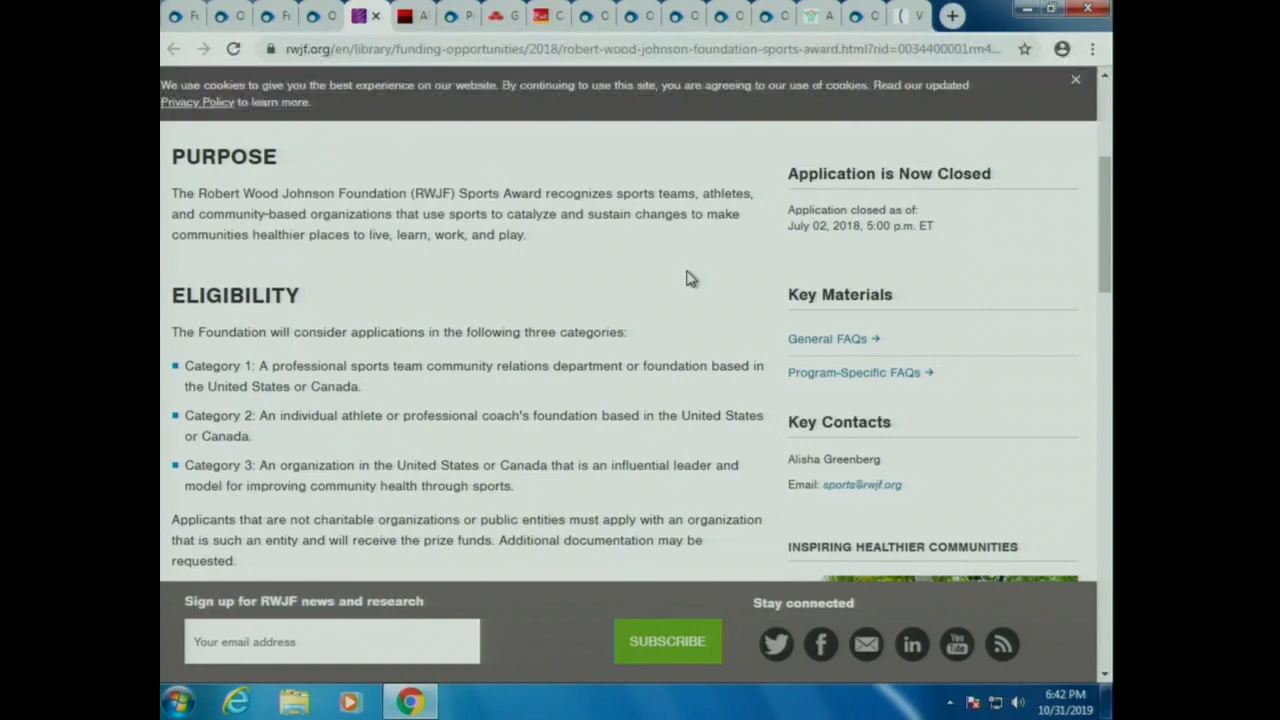 rwjf.org/en/library/funding-opportunities/2018/robert-wood-johnson-foundation-sports-award.html?rid=0034400001rm4...
We use cookies to give you the best experience on our website. By continuing to use this site, you are agreeing to our use of cookies. Read our updated
Privacy Policy to learn more.
PURPOSE
The Robert Wood Johnson Foundation (RWJF) Sports Award recognizes sports teams, athletes,
and community-based organizations that use sports to catalyze and sustain changes to make
communities healthier places to live, learn, work, and play.
ELIGIBILITY
The Foundation will consider applications in the following three categories:
Category 1: A professional sports team community relations department or foundation based in
the United States or Canada.
Category 2: An individual athlete or professional coach's foundation based in the United States
or Canada.
Category 3: An organization in the United States or Canada that is an influential leader and
model for improving community health through sports.
Applicants that are not charitable organizations or public entities must apply with an organization
that is such an entity and will receive the prize funds. Additional documentation may be
requested.
Application is Now Closed
Application closed as of:
July 02, 2018, 5:00 p.m. ET
Key Materials
General FAQs →
Program-Specific FAQs →
Key Contacts
Alisha Greenberg
Email: sports@rwjf.org
INSPIRING HEALTHIER COMMUNITIES
Sign up for RWJF news and research
Your email address
SUBSCRIBE
Stay connected
You
Tube
6:42 PM
10/31/2019